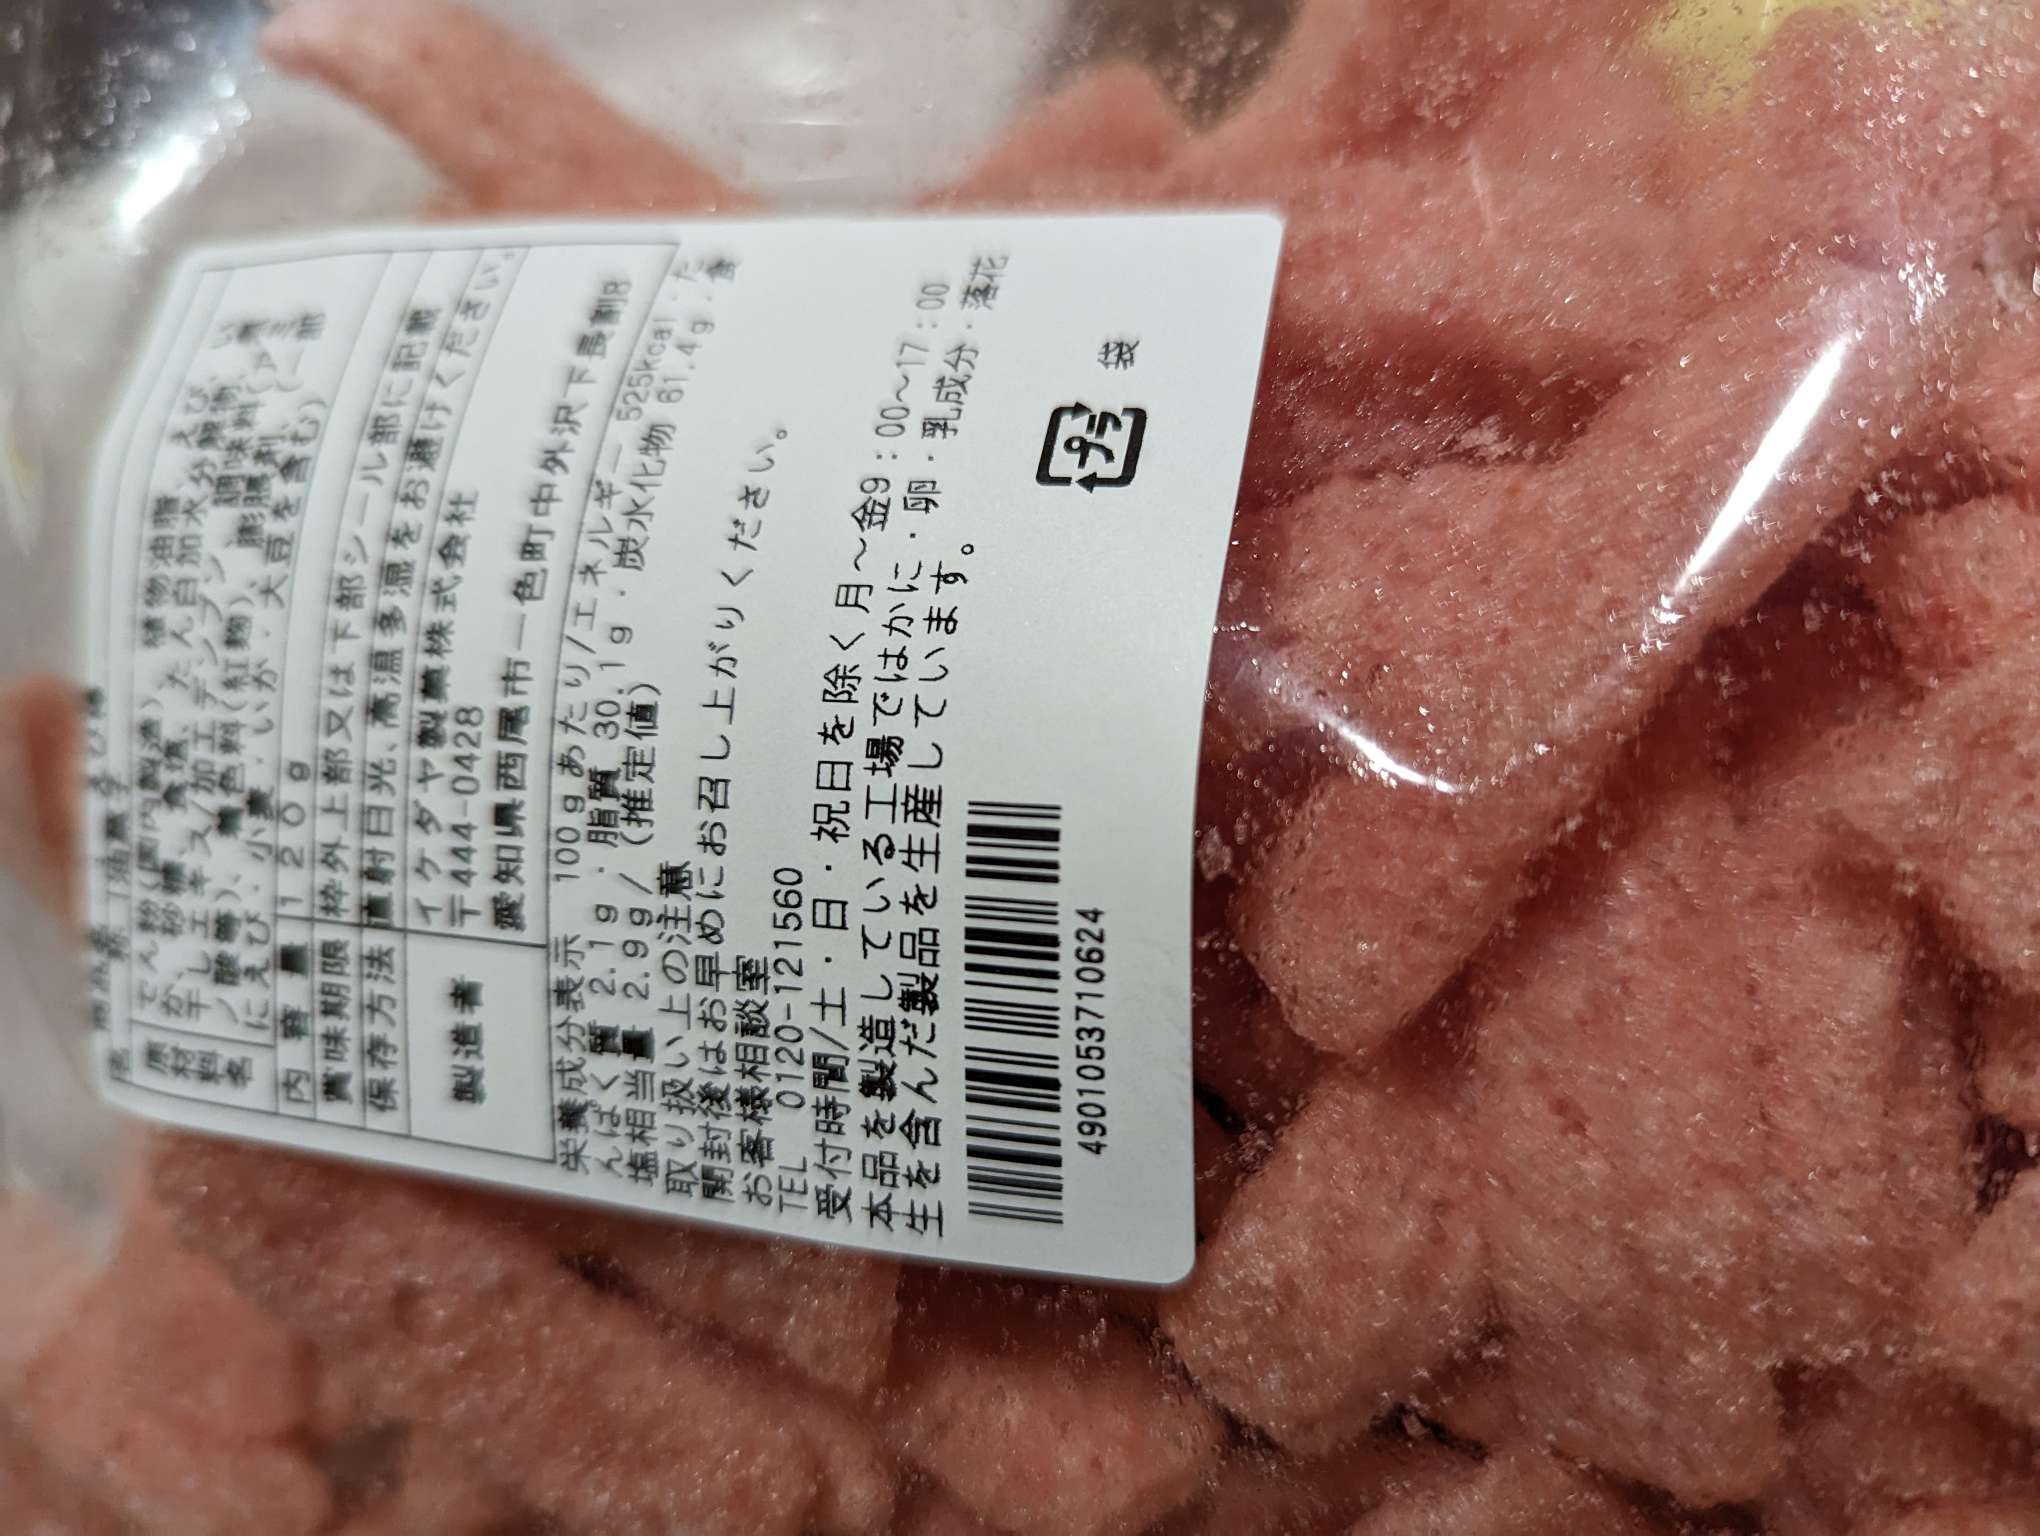 名 称 油菓子
原材料名 でん粉(国内製造)、植物油脂、えび、いか、砂糖、食塩、たん白加水分解物、
辛し土キス/加工デンプン、調味料(アミノ酸等)、着色料(紅麹)、膨脹剤、(一部
にえび・小麦・いか・大豆を含む)
内 容 量 120g
賞味期限 枠外上部又は下部シール部に記載
保存方法 直射日光、高温多湿をお避けください。
製造者 イケダヤ製菓株式会社
〒444-0428
愛知県西尾市一色町中外沢下長割8
栄養成分表示 100gあたり/エネルギー 525kcal・た
んぱく質 2.1g・脂質 30.1g・炭水化物 61.4g・食
塩相当量 2.9g/(推定値)
取り扱い上の注意
開封後はお早めにお召し上がりください。
お客様相談室
TEL 0120-121560
受付時間/土・日・祝日を除く月～金9:00～17:00
本品を製造している工場ではかに・卵・乳成分・落花
生を含んだ製品を生産しています。
プラ 袋
4901053710624